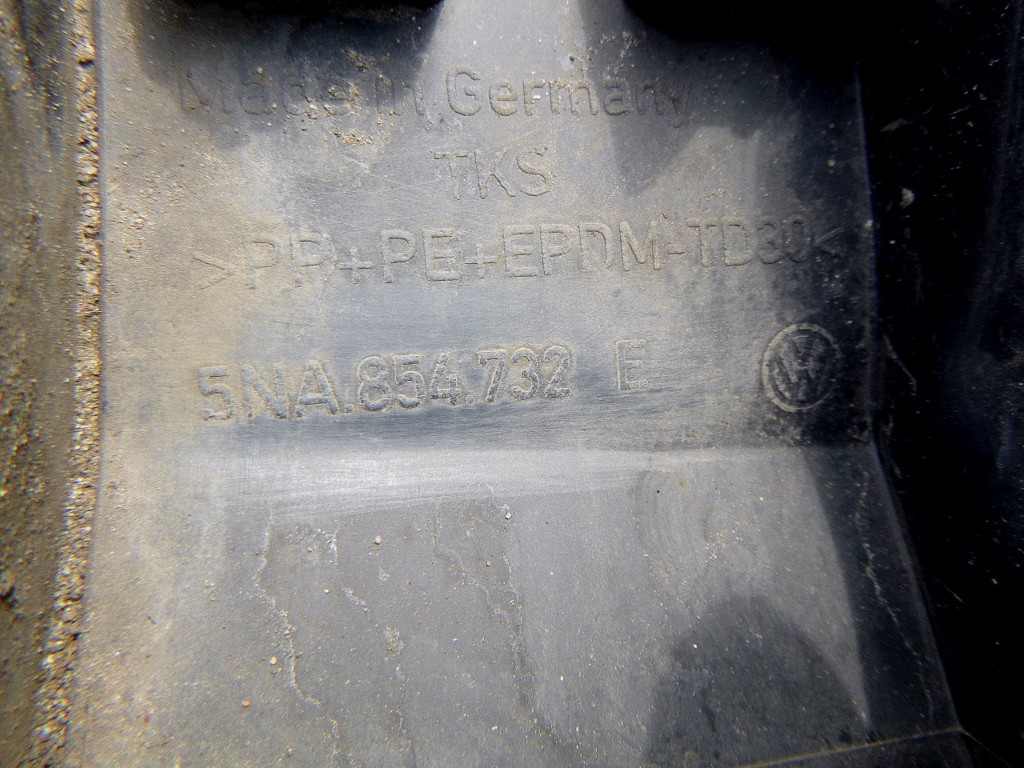 Made in Germany
TKS
>PP+PE+EPDM-TD30<
5NA.854.732 E